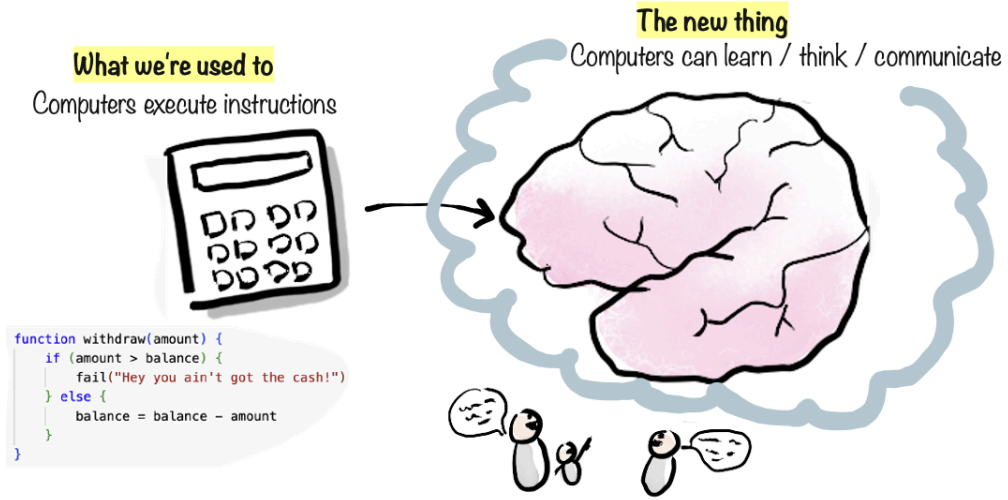 What we're used to
Computers execute instructions
The new thing
Computers can learn / think / communicate
function withdraw(amount) {
    if (amount > balance) {
        fail("Hey you ain't got the cash!")
    } else {
        balance = balance - amount
    }
}